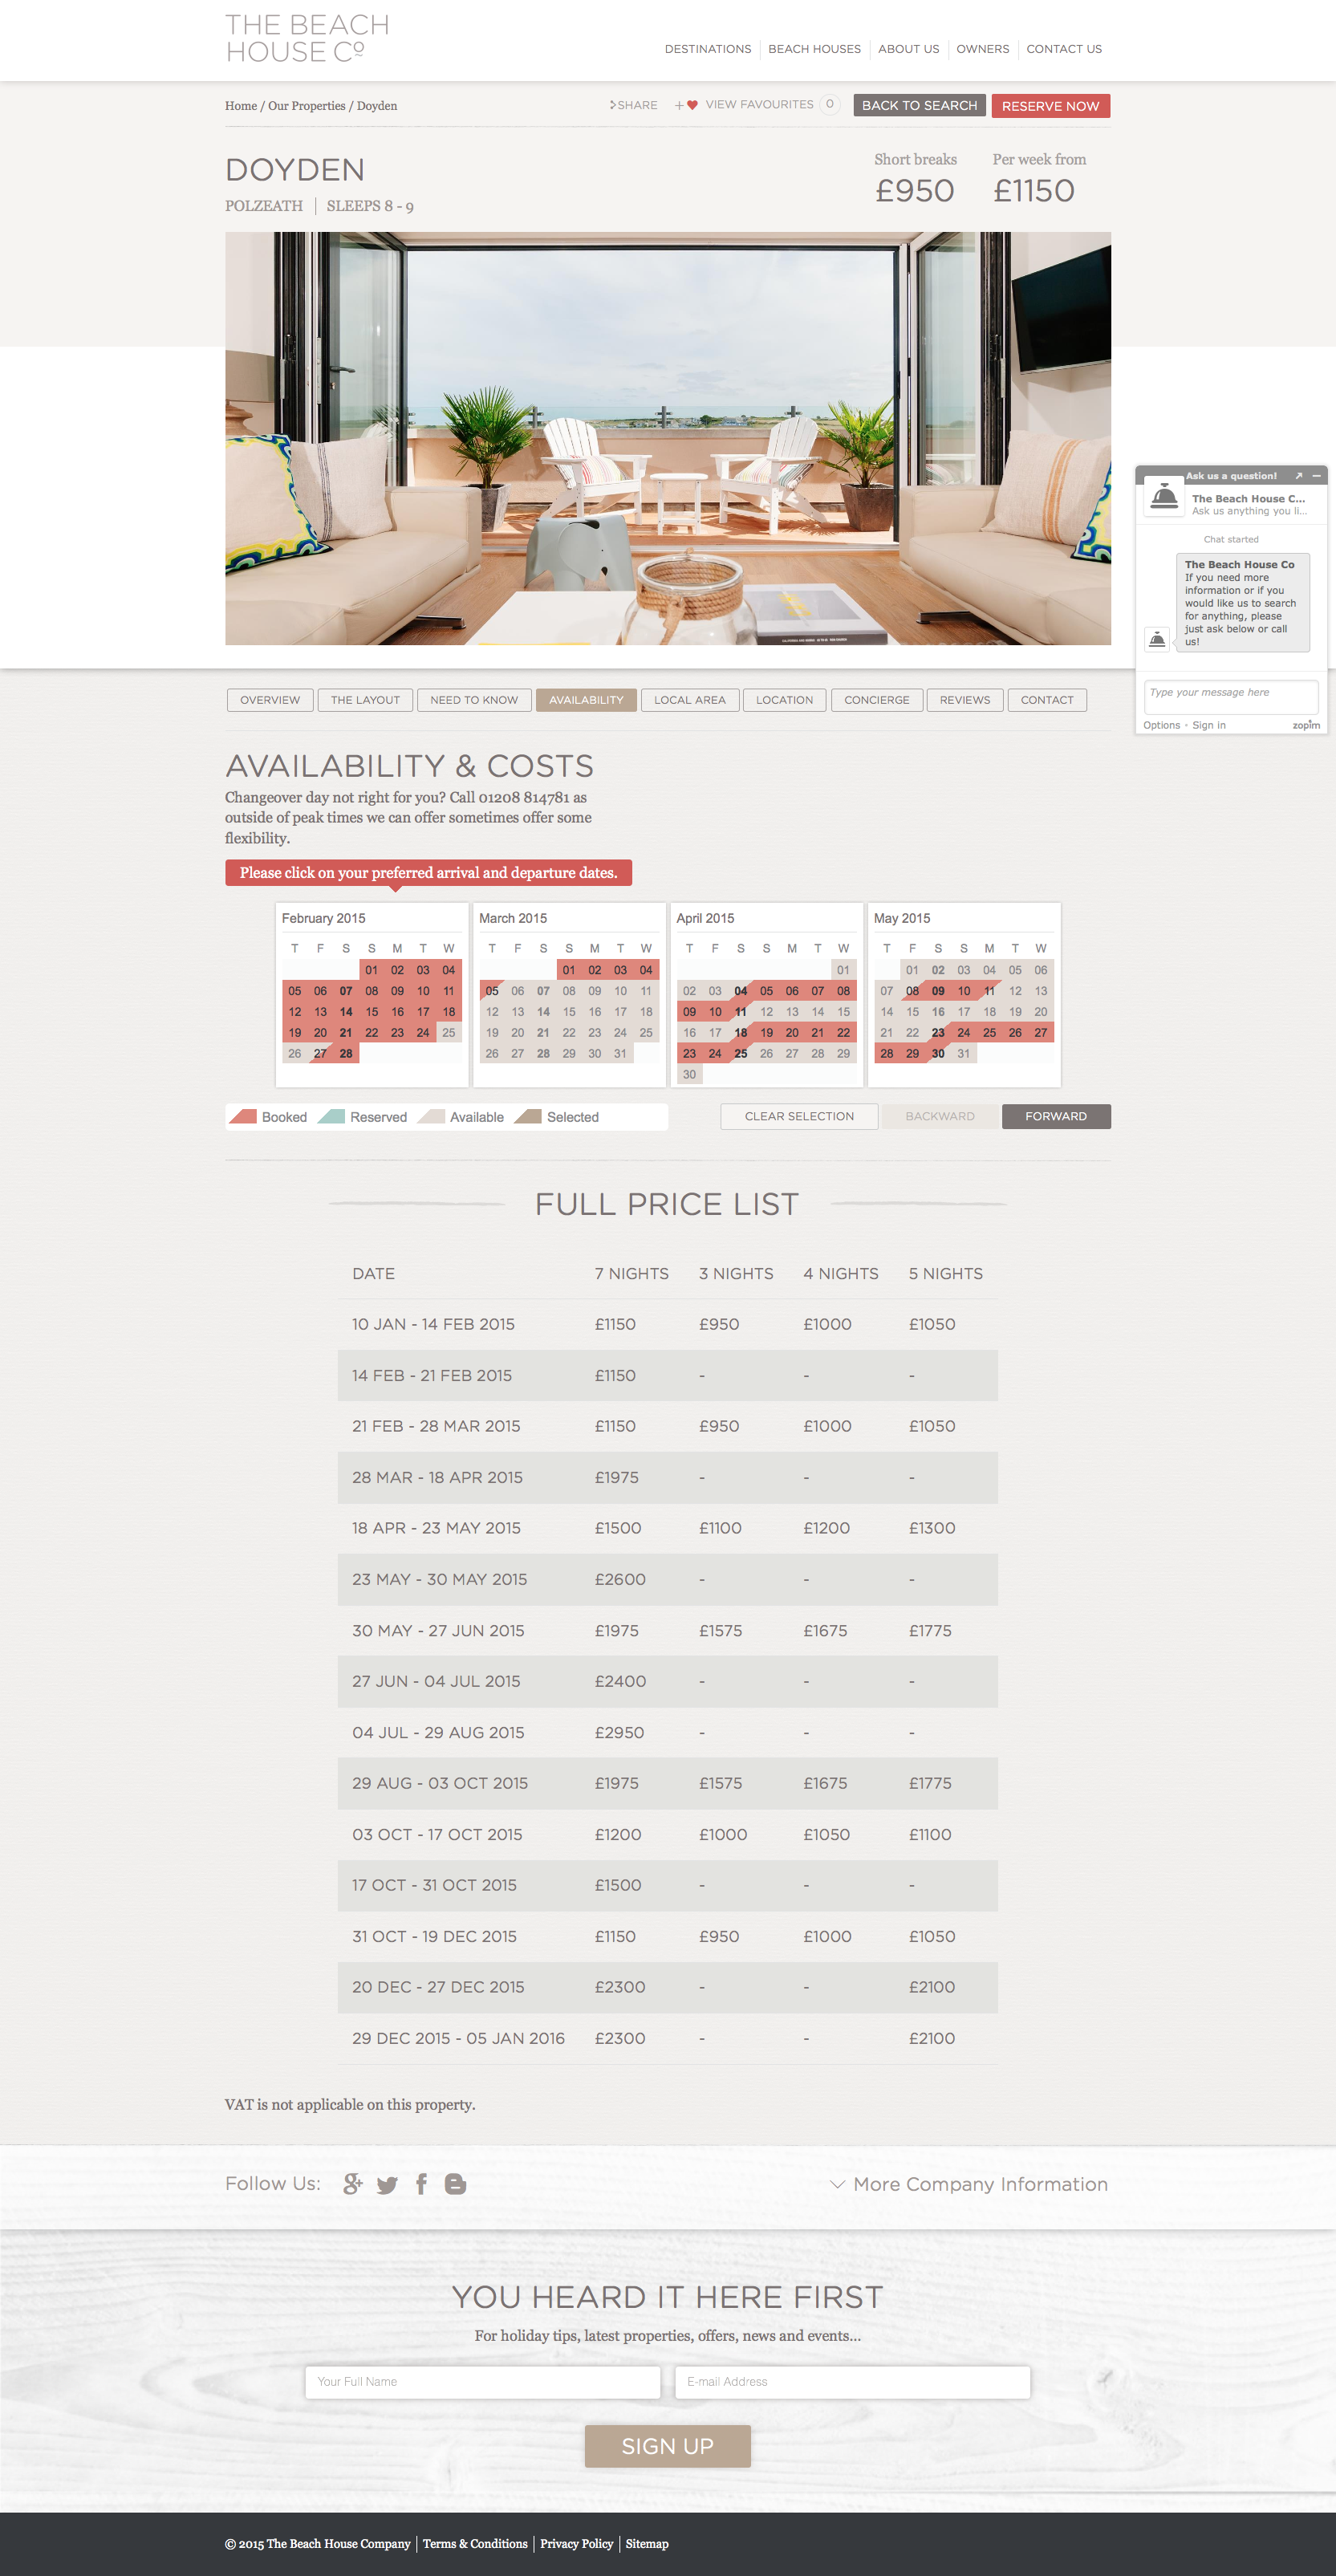 THE BEACH
HOUSE Cº
DESTINATIONS BEACH HOUSES ABOUT US OWNERS CONTACT US
Home / Our Properties / Doyden
SHARE + VIEW FAVOURITES 0 BACK TO SEARCH RESERVE NOW
DOYDEN
Short breaks Per week from
£950 £1150
POLZEATH SLEEPS 8 - 9
Ask us a question!
The Beach House C...
Ask us anything you li...
Chat started
The Beach House Co
If you need more
information or if you
would like us to search
for anything, please
just ask below or call
us!
Type your message here
Options • Sign in zopim
OVERVIEW THE LAYOUT NEED TO KNOW AVAILABILITY LOCAL AREA LOCATION CONCIERGE REVIEWS CONTACT
AVAILABILITY & COSTS
Changeover day not right for you? Call 01208 814781 as
outside of peak times we can offer sometimes offer some
flexibility.
Please click on your preferred arrival and departure dates.
February 2015
T F S S M T W
01 02 03 04
05 06 07 08 09 10 11
12 13 14 15 16 17 18
19 20 21 22 23 24 25
26 27 28
March 2015
T F S S M T W
01 02 03 04
05 06 07 08 09 10 11
12 13 14 15 16 17 18
19 20 21 22 23 24 25
26 27 28 29 30 31
April 2015
T F S S M T W
01
02 03 04 05 06 07 08
09 10 11 12 13 14 15
16 17 18 19 20 21 22
23 24 25 26 27 28 29
30
May 2015
T F S S M T W
01 02 03 04 05 06
07 08 09 10 11 12 13
14 15 16 17 18 19 20
21 22 23 24 25 26 27
28 29 30 31
Booked Reserved Available Selected
CLEAR SELECTION BACKWARD FORWARD
FULL PRICE LIST
DATE 7 NIGHTS 3 NIGHTS 4 NIGHTS 5 NIGHTS
10 JAN - 14 FEB 2015 £1150 £950 £1000 £1050
14 FEB - 21 FEB 2015 £1150 - - -
21 FEB - 28 MAR 2015 £1150 £950 £1000 £1050
28 MAR - 18 APR 2015 £1975 - - -
18 APR - 23 MAY 2015 £1500 £1100 £1200 £1300
23 MAY - 30 MAY 2015 £2600 - - -
30 MAY - 27 JUN 2015 £1975 £1575 £1675 £1775
27 JUN - 04 JUL 2015 £2400 - - -
04 JUL - 29 AUG 2015 £2950 - - -
29 AUG - 03 OCT 2015 £1975 £1575 £1675 £1775
03 OCT - 17 OCT 2015 £1200 £1000 £1050 £1100
17 OCT - 31 OCT 2015 £1500 - - -
31 OCT - 19 DEC 2015 £1150 £950 £1000 £1050
20 DEC - 27 DEC 2015 £2300 - - £2100
29 DEC 2015 - 05 JAN 2016 £2300 - - £2100
VAT is not applicable on this property.
Follow Us: More Company Information
YOU HEARD IT HERE FIRST
For holiday tips, latest properties, offers, news and events...
Your Full Name E-mail Address
SIGN UP
© 2015 The Beach House Company Terms & Conditions Privacy Policy Sitemap